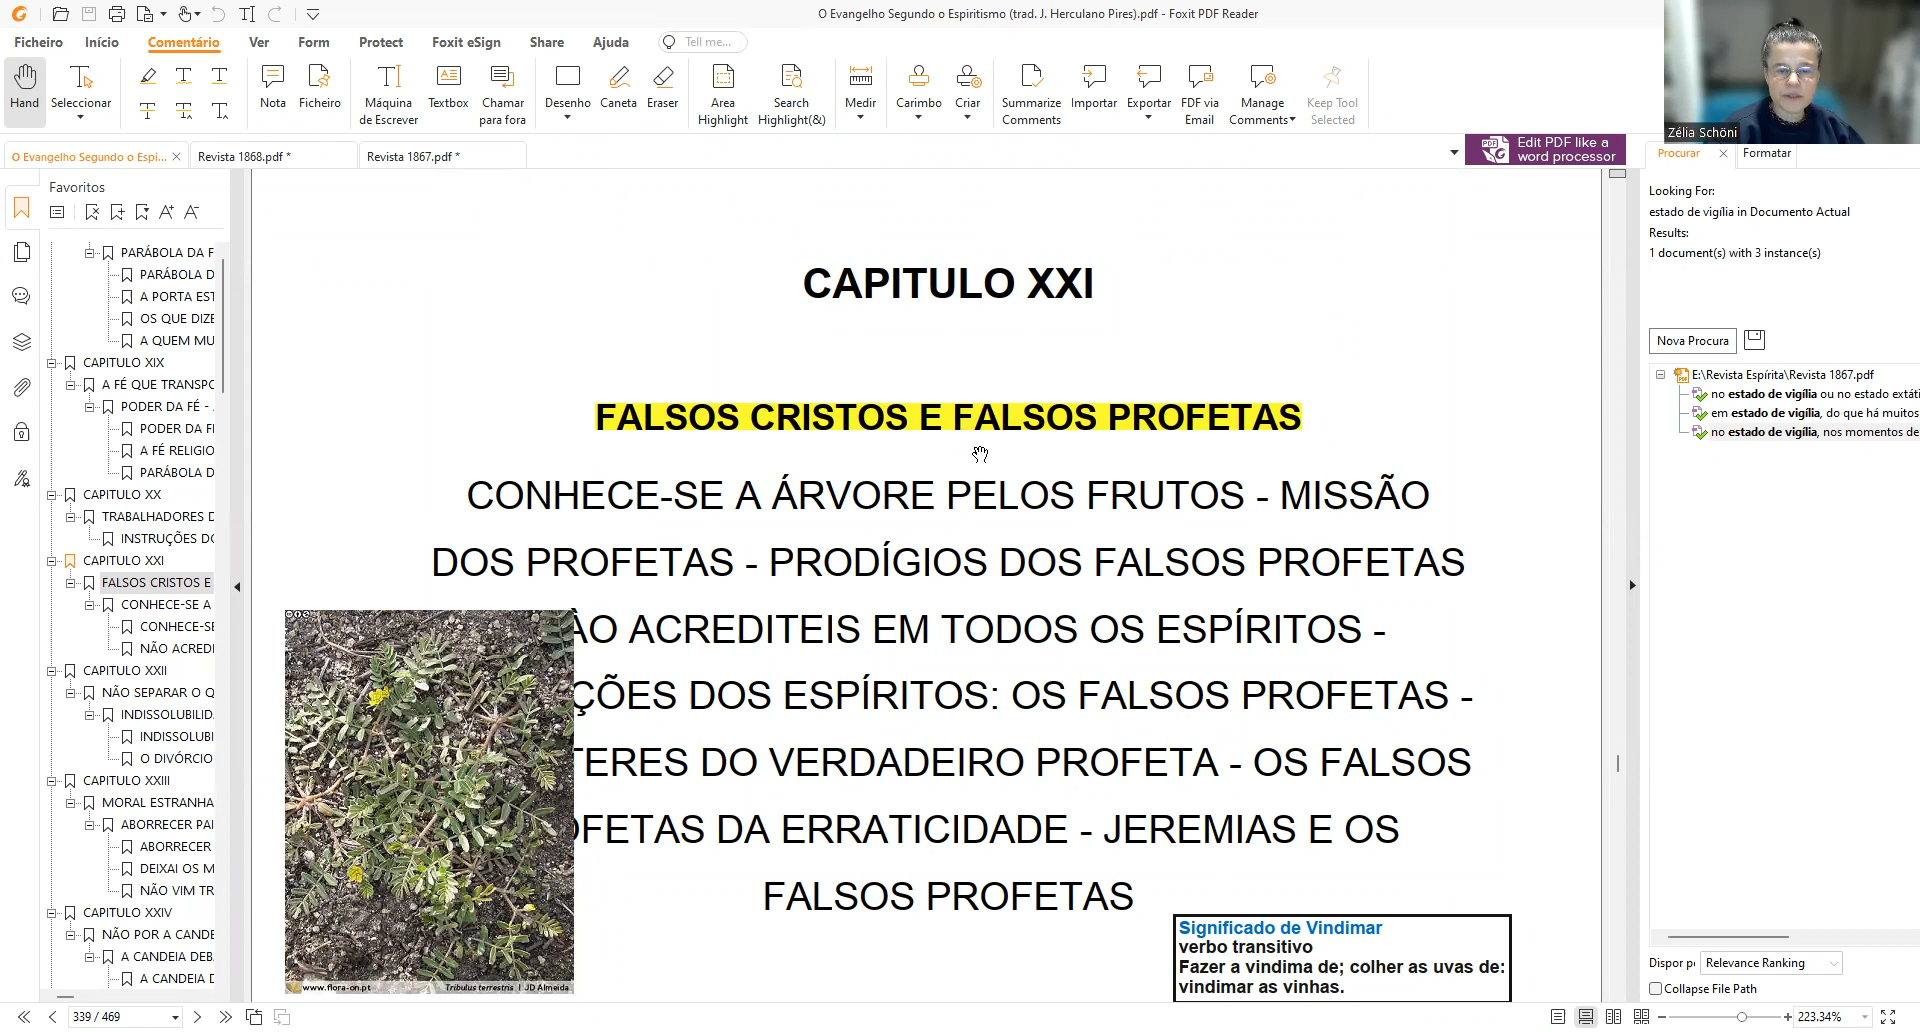 O Evangelho Segundo o Espiritismo (trad. J. Herculano Pires).pdf - Foxit PDF Reader
Ficheiro Início Comentário Ver Form Protect Foxit eSign Share Ajuda Tell me...
Hand Seleccionar Nota Ficheiro Máquina de Escrever Textbox Chamar para fora Desenho Caneta Eraser Area Highlight Search Highlight(&) Medir Carimbo Criar Summarize Comments Importar Exportar FDF via Email Manage Comments Keep Tool Selected
Zélia Schöni
O Evangelho Segundo o Espi... Revista 1868.pdf * Revista 1867.pdf *
Edit PDF like a
word processor
Procurar Formatar
Favoritos
PARÁBOLA DA F
PARÁBOLA D
A PORTA EST
OS QUE DIZE
A QUEM MU
CAPITULO XIX
A FÉ QUE TRANSPO
PODER DA FÉ -
PODER DA FÉ
A FÉ RELIGIO
PARÁBOLA D
CAPITULO XX
TRABALHADORES D
INSTRUÇÕES DO
CAPITULO XXI
FALSOS CRISTOS E
CONHECE-SE A
CONHECE-SE
NÃO ACREDI
CAPITULO XXII
NÃO SEPARAR O Q
INDISSOLUBILID
INDISSOLUBI
O DIVÓRCIO
CAPITULO XXIII
MORAL ESTRANHA
ABORRECER PAI
ABORRECER
DEIXAI OS M
NÃO VIM TR
CAPITULO XXIV
NÃO POR A CANDE
A CANDEIA DEB
A CANDEIA D
CAPITULO XXI
FALSOS CRISTOS E FALSOS PROFETAS
CONHECE-SE A ÁRVORE PELOS FRUTOS - MISSÃO
DOS PROFETAS - PRODÍGIOS DOS FALSOS PROFETAS
ÃO ACREDITEIS EM TODOS OS ESPÍRITOS -
ÇÕES DOS ESPÍRITOS: OS FALSOS PROFETAS -
TERES DO VERDADEIRO PROFETA - OS FALSOS
OFETAS DA ERRATICIDADE - JEREMIAS E OS
FALSOS PROFETAS
www.flora-on.pt Tribulus terrestris | JD Almeida
Significado de Vindimar
verbo transitivo
Fazer a vindima de; colher as uvas de:
vindimar as vinhas.
Looking For:
estado de vigília in Documento Actual
Results:
1 document(s) with 3 instance(s)
Nova Procura
E:\Revista Espírita\Revista 1867.pdf
no estado de vigília ou no estado extáti
em estado de vigília, do que há muitos
no estado de vigília, nos momentos de
Dispor p Relevance Ranking
Collapse File Path
339 / 469
223.34%